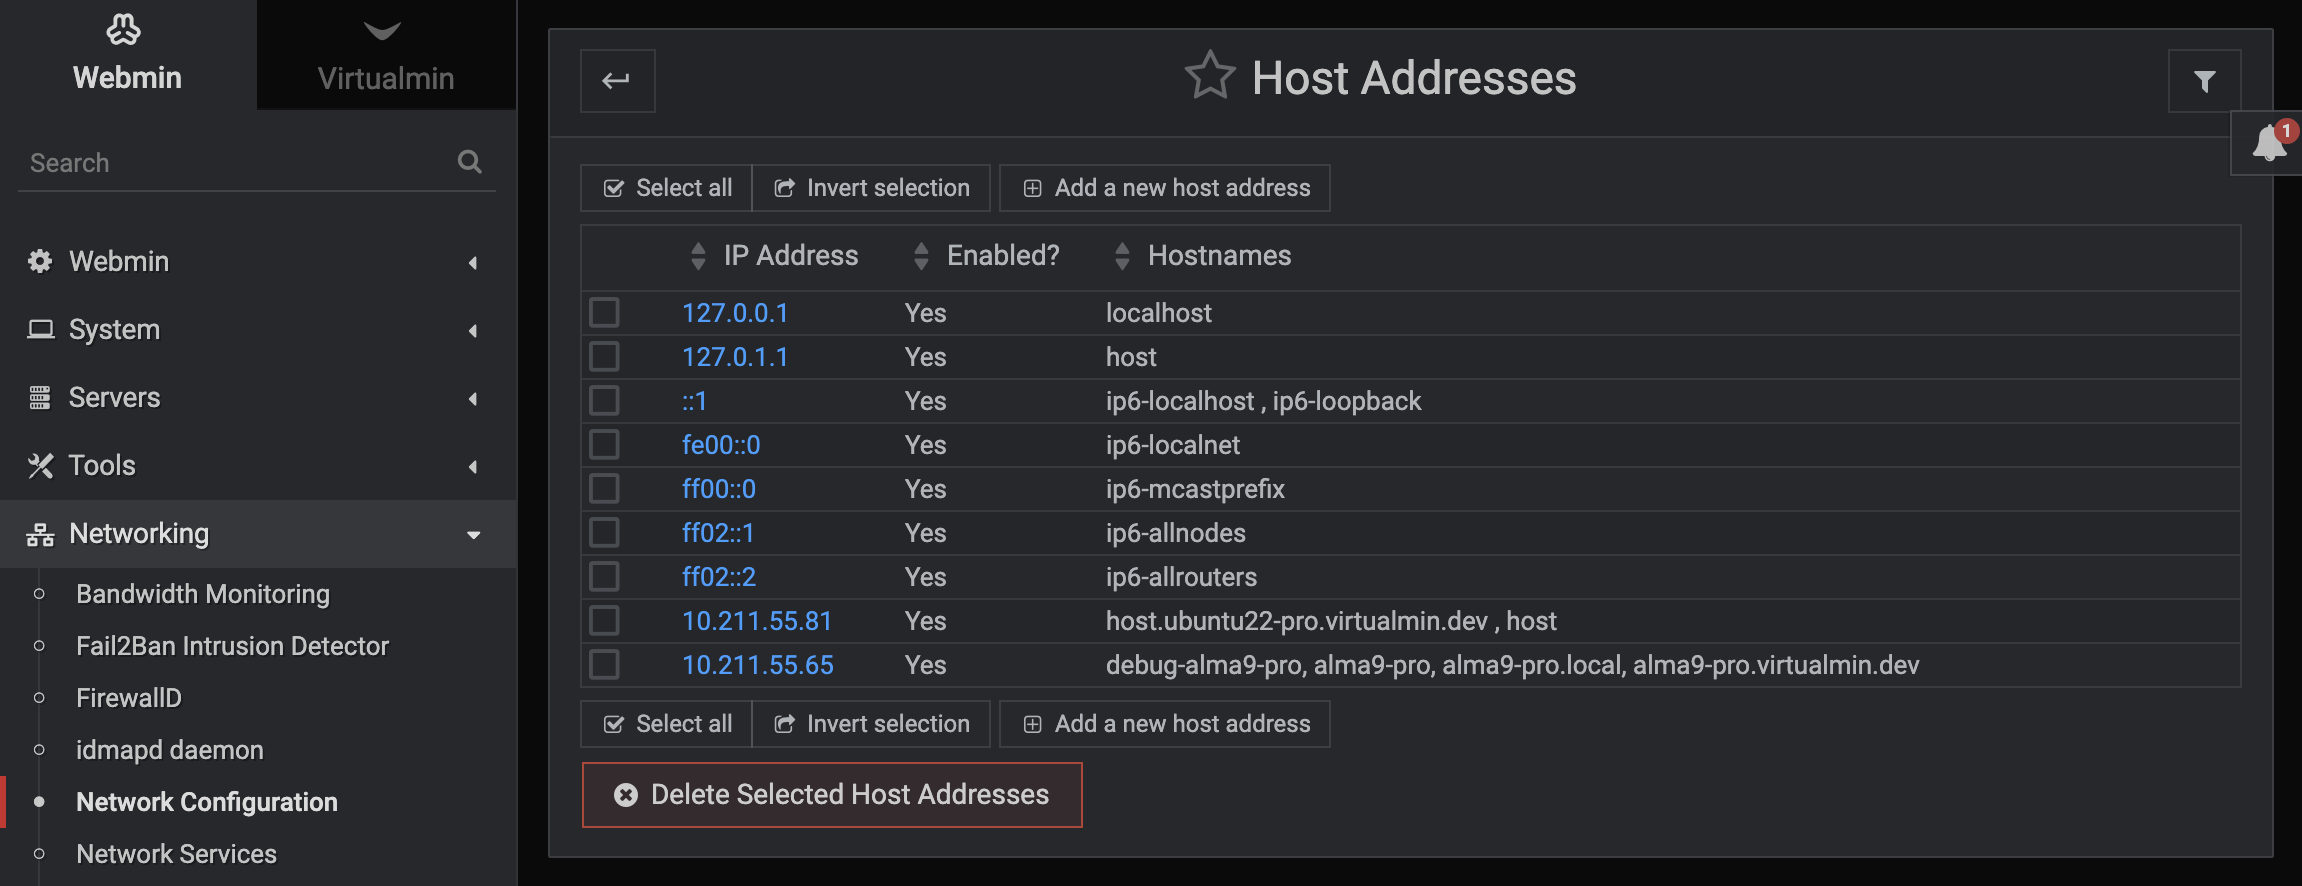 Webmin
Virtualmin
Search
Webmin
System
Servers
Tools
Networking
Bandwidth Monitoring
Fail2Ban Intrusion Detector
FirewallD
idmapd daemon
Network Configuration
Network Services
Host Addresses
1
Select all Invert selection Add a new host address
IP Address Enabled? Hostnames
127.0.0.1 Yes localhost
127.0.1.1 Yes host
::1 Yes ip6-localhost , ip6-loopback
fe00::0 Yes ip6-localnet
ff00::0 Yes ip6-mcastprefix
ff02::1 Yes ip6-allnodes
ff02::2 Yes ip6-allrouters
10.211.55.81 Yes host.ubuntu22-pro.virtualmin.dev , host
10.211.55.65 Yes debug-alma9-pro, alma9-pro, alma9-pro.local, alma9-pro.virtualmin.dev
Select all Invert selection Add a new host address
Delete Selected Host Addresses